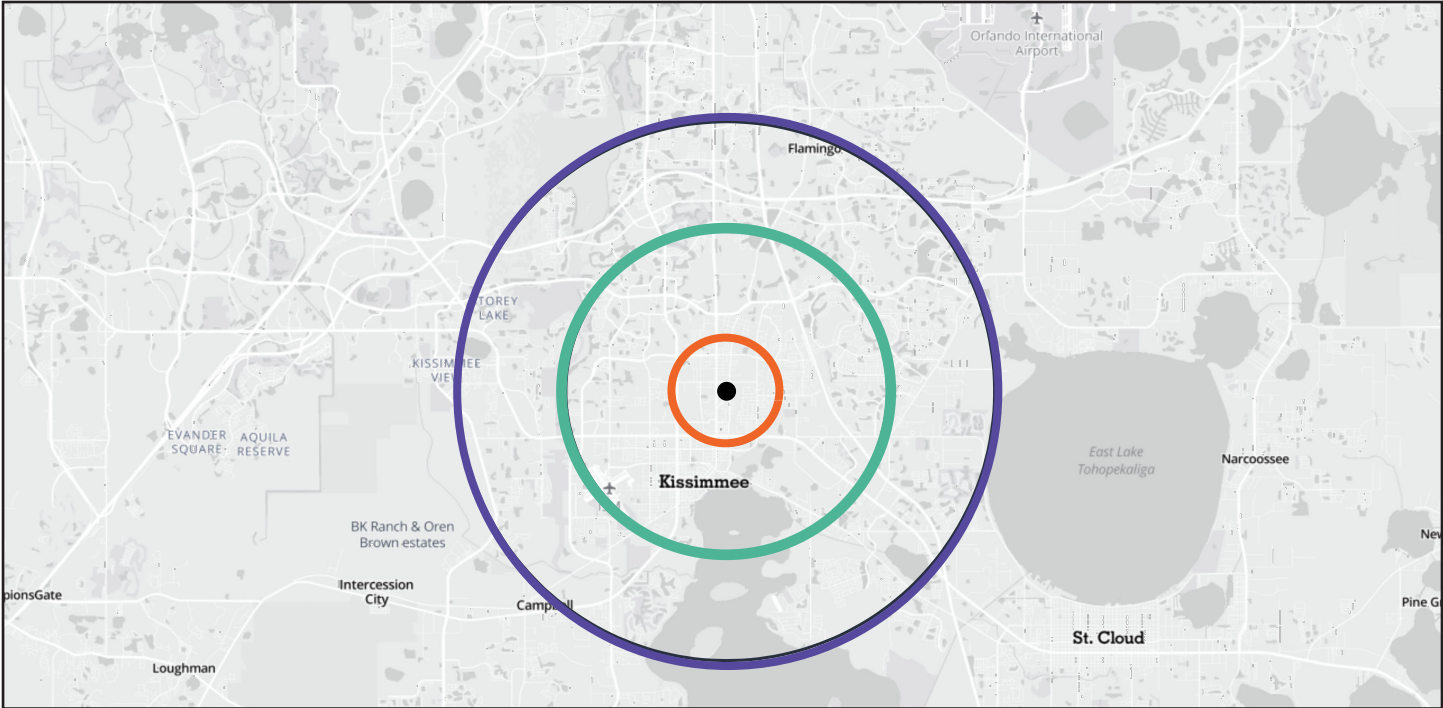 Orlando International
Airport
Flamingo
TOREY
LAKE
KISSIMMEE
VIEW
EVANDER
SQUARE
AQUILA
RESERVE
East Lake
Tohopekaliga
Narcoossee
Kissimmee
BK Ranch & Oren
Brown estates
New
Intercession
City
pionsGate
Campbell
Pine G
St. Cloud
Loughman